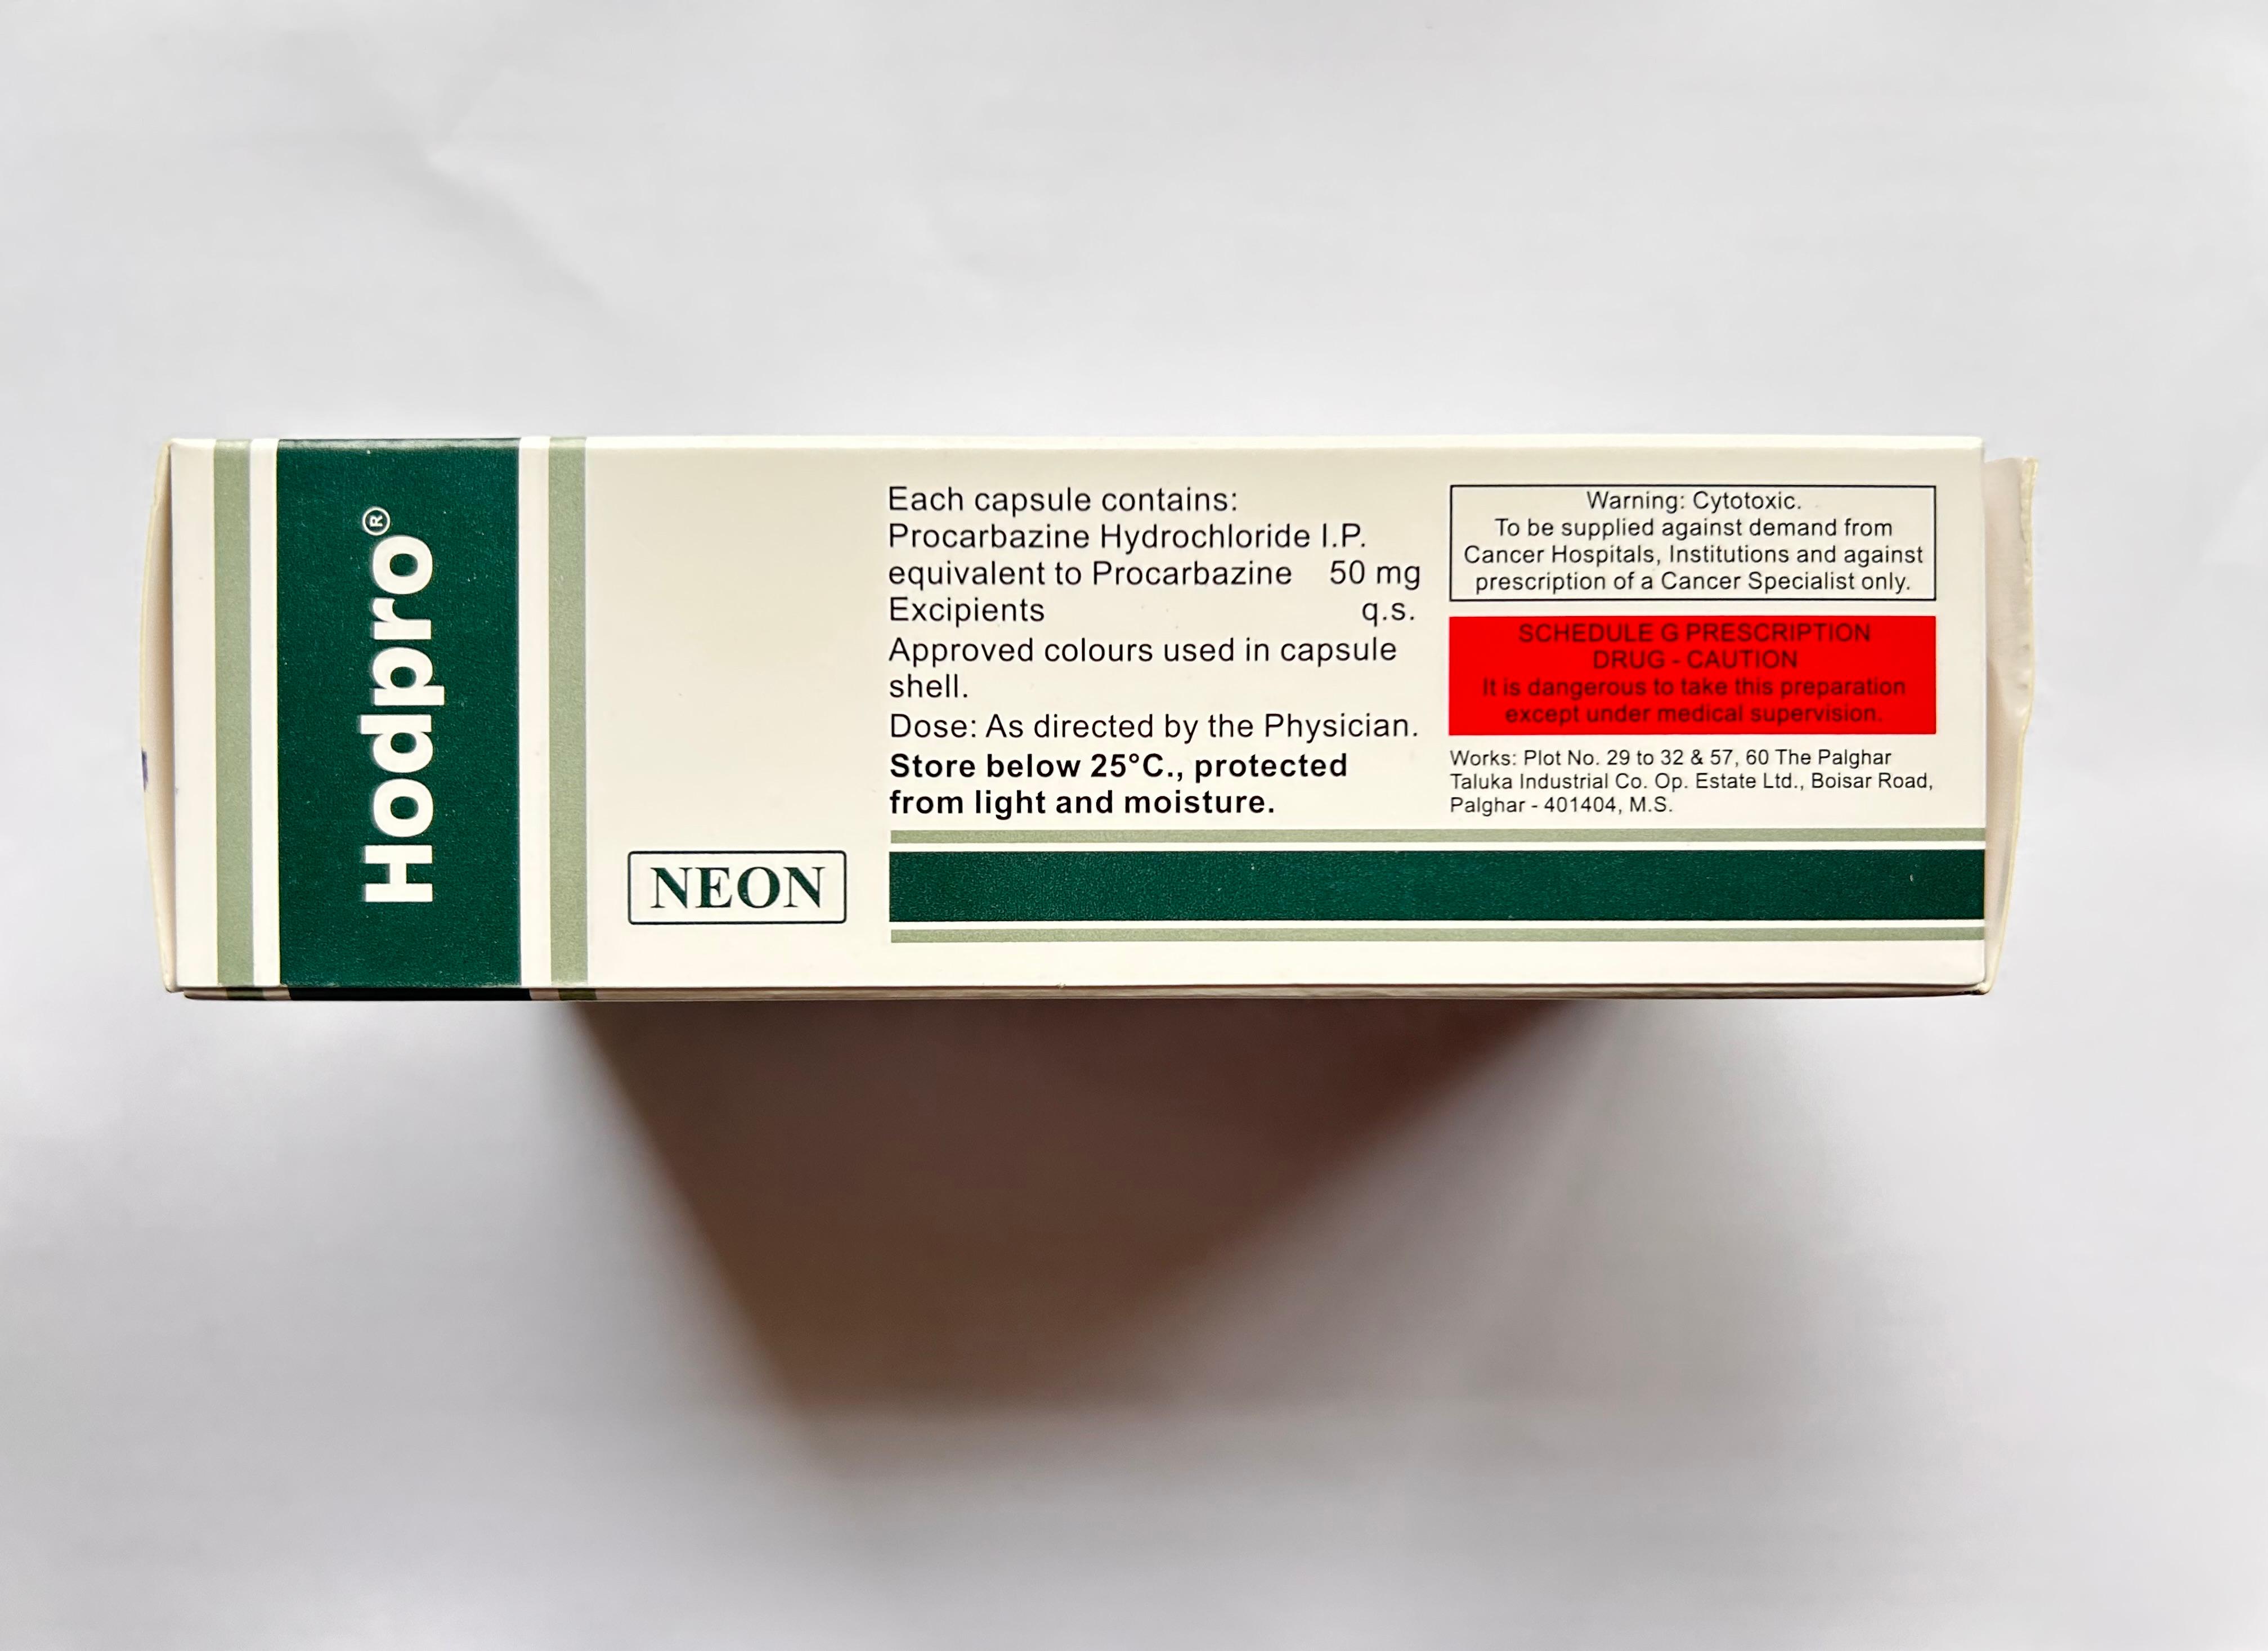 Hodpro®
NEON
Each capsule contains:
Procarbazine Hydrochloride I.P.
equivalent to Procarbazine 50 mg
Excipients q.s.
Approved colours used in capsule
shell.
Dose: As directed by the Physician.
Store below 25°C., protected
from light and moisture.
Warning: Cytotoxic.
To be supplied against demand from
Cancer Hospitals, Institutions and against
prescription of a Cancer Specialist only.
SCHEDULE G PRESCRIPTION
DRUG - CAUTION
It is dangerous to take this preparation
except under medical supervision.
Works: Plot No. 29 to 32 & 57, 60 The Palghar
Taluka Industrial Co. Op. Estate Ltd., Boisar Road,
Palghar - 401404, M.S.